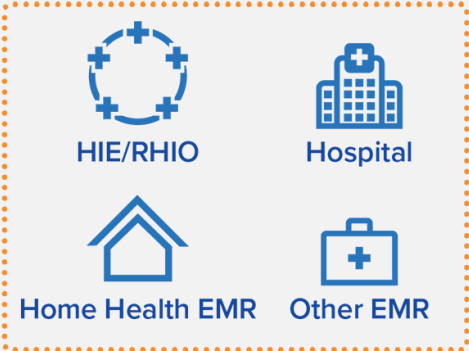 HIE/RHIO
Hospital
Home Health EMR
Other EMR